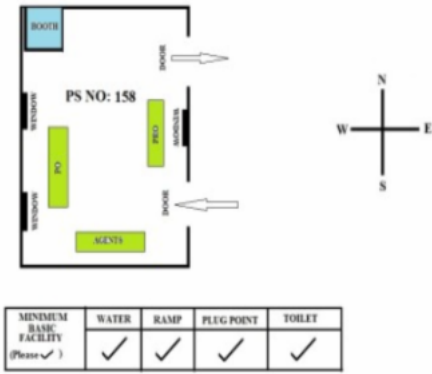 BOOTH
DOOR
PS NO: 158
WINDOW
PRO
WINDOW
PO
WINDOW
DOOR
AGENTS
N
W
E
S
MINIMUM BASIC FACILITY (Please ✓ )
WATER
RAMP
PLUG POINT
TOILET
✓
✓
✓
✓